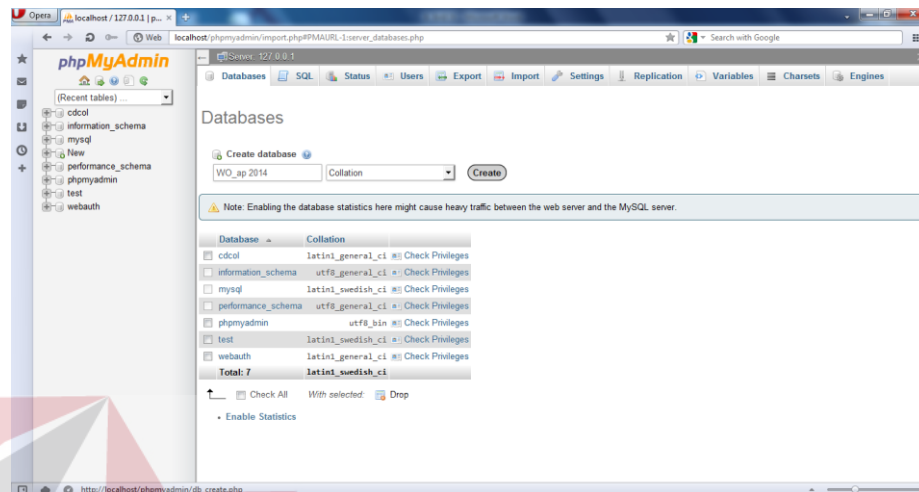 Opera
localhost / 127.0.0.1 | p...
Web
localhost/phpmyadmin/import.php#PMAURL-1:server_databases.php
Search with Google
phpMyAdmin
(Recent tables) ...
cdcol
information_schema
mysql
New
performance_schema
phpmyadmin
test
webauth
Server: 127.0.0.1
Databases SQL Status Users Export Import Settings Replication Variables Charsets Engines
Databases
Create database
WO_ap 2014 Collation Create
Note: Enabling the database statistics here might cause heavy traffic between the web server and the MySQL server.
Database Collation
cdcol latin1_general_ci Check Privileges
information_schema utf8_general_ci Check Privileges
mysql latin1_swedish_ci Check Privileges
performance_schema utf8_general_ci Check Privileges
phpmyadmin utf8_bin Check Privileges
test latin1_swedish_ci Check Privileges
webauth latin1_general_ci Check Privileges
Total: 7 latin1_swedish_ci
Check All With selected: Drop
Enable Statistics
http://localhost/phpmyadmin/db_create.php